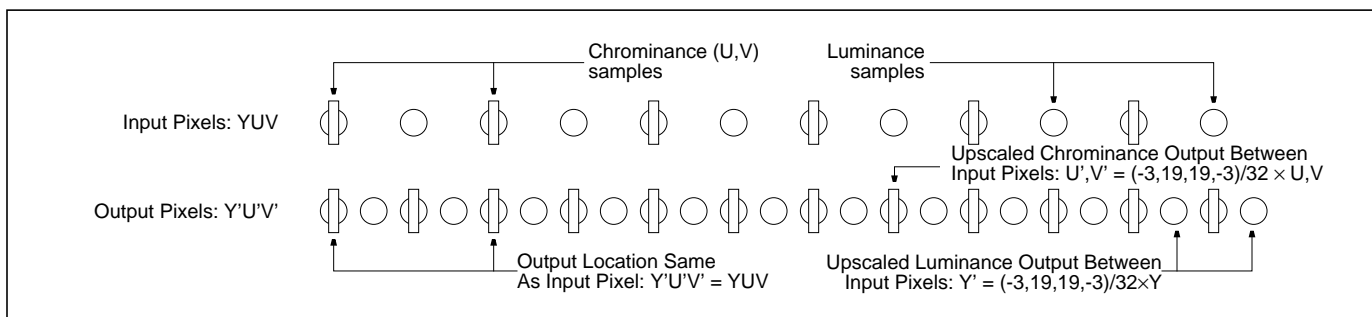 Chrominance (U,V)
samples
Luminance
samples
Input Pixels: YUV
Upscaled Chrominance Output Between
Input Pixels: U',V' = (-3,19,19,-3)/32 × U,V
Output Pixels: Y'U'V'
Output Location Same
As Input Pixel: Y'U'V' = YUV
Upscaled Luminance Output Between
Input Pixels: Y' = (-3,19,19,-3)/32×Y